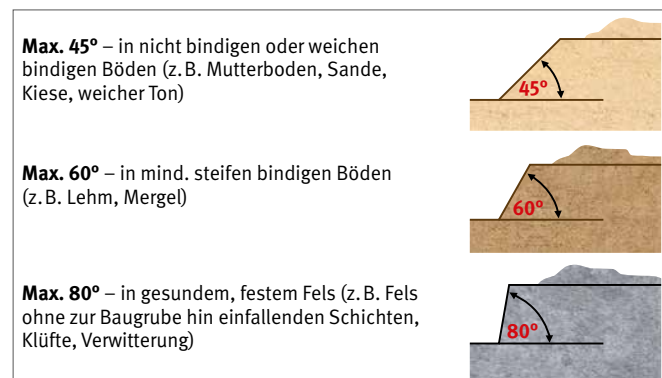 Max. 45° – in nicht bindigen oder weichen
bindigen Böden (z. B. Mutterboden, Sande,
Kiese, weicher Ton)
45°
Max. 60° – in mind. steifen bindigen Böden
(z. B. Lehm, Mergel)
60°
Max. 80° – in gesundem, festem Fels (z. B. Fels
ohne zur Baugrube hin einfallenden Schichten,
Klüfte, Verwitterung)
80°